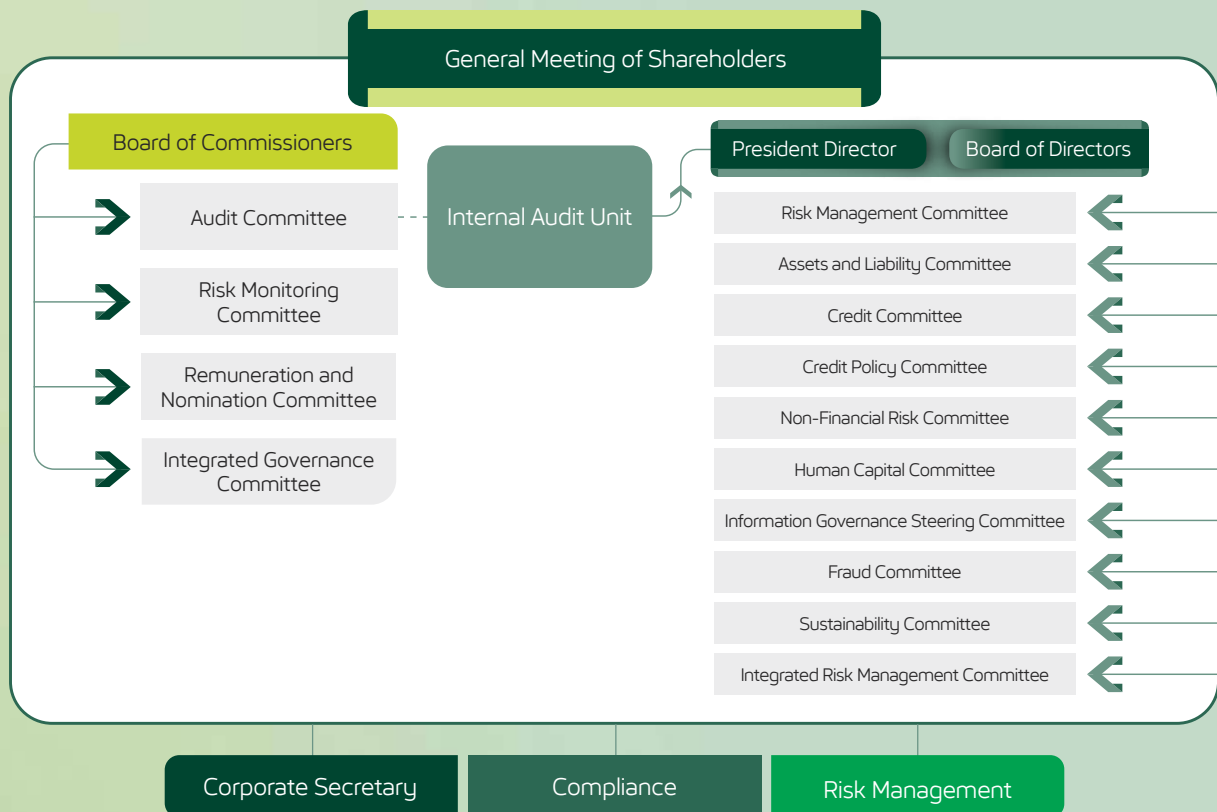 General Meeting of Shareholders
Board of Commissioners
Audit Committee
Risk Monitoring
Committee
Remuneration and
Nomination Committee
Integrated Governance
Committee
Internal Audit Unit
President Director
Board of Directors
Risk Management Committee
Assets and Liability Committee
Credit Committee
Credit Policy Committee
Non-Financial Risk Committee
Human Capital Committee
Information Governance Steering Committee
Fraud Committee
Sustainability Committee
Integrated Risk Management Committee
Corporate Secretary
Compliance
Risk Management